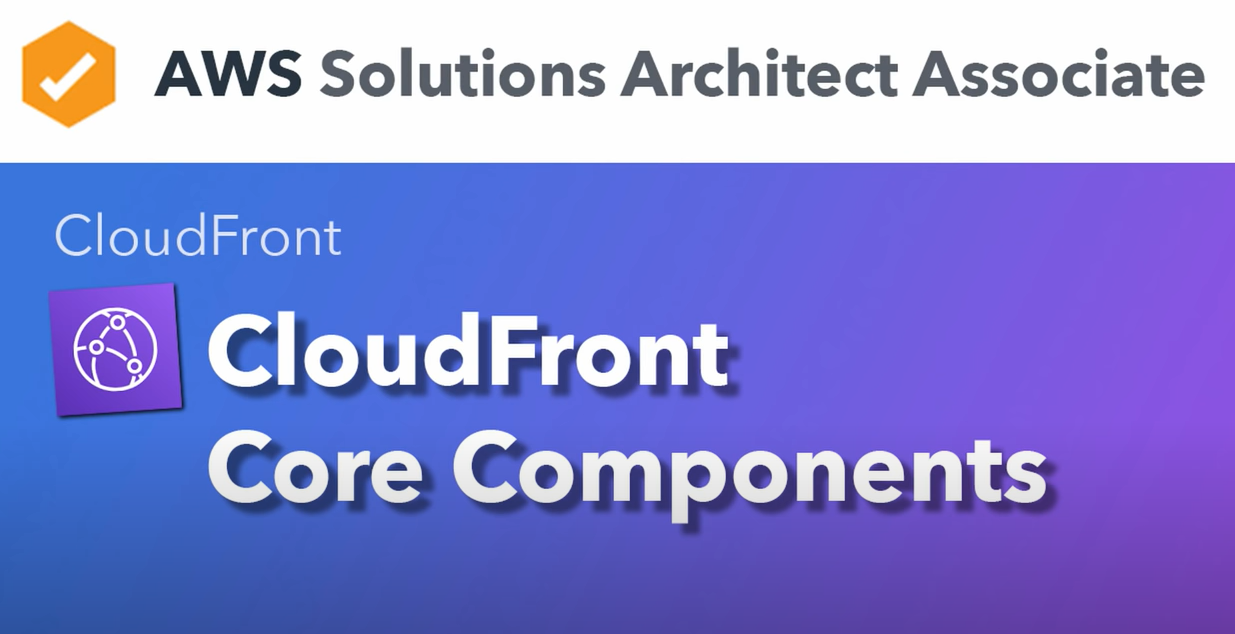 AWS Solutions Architect Associate
CloudFront
CloudFront
Core Components